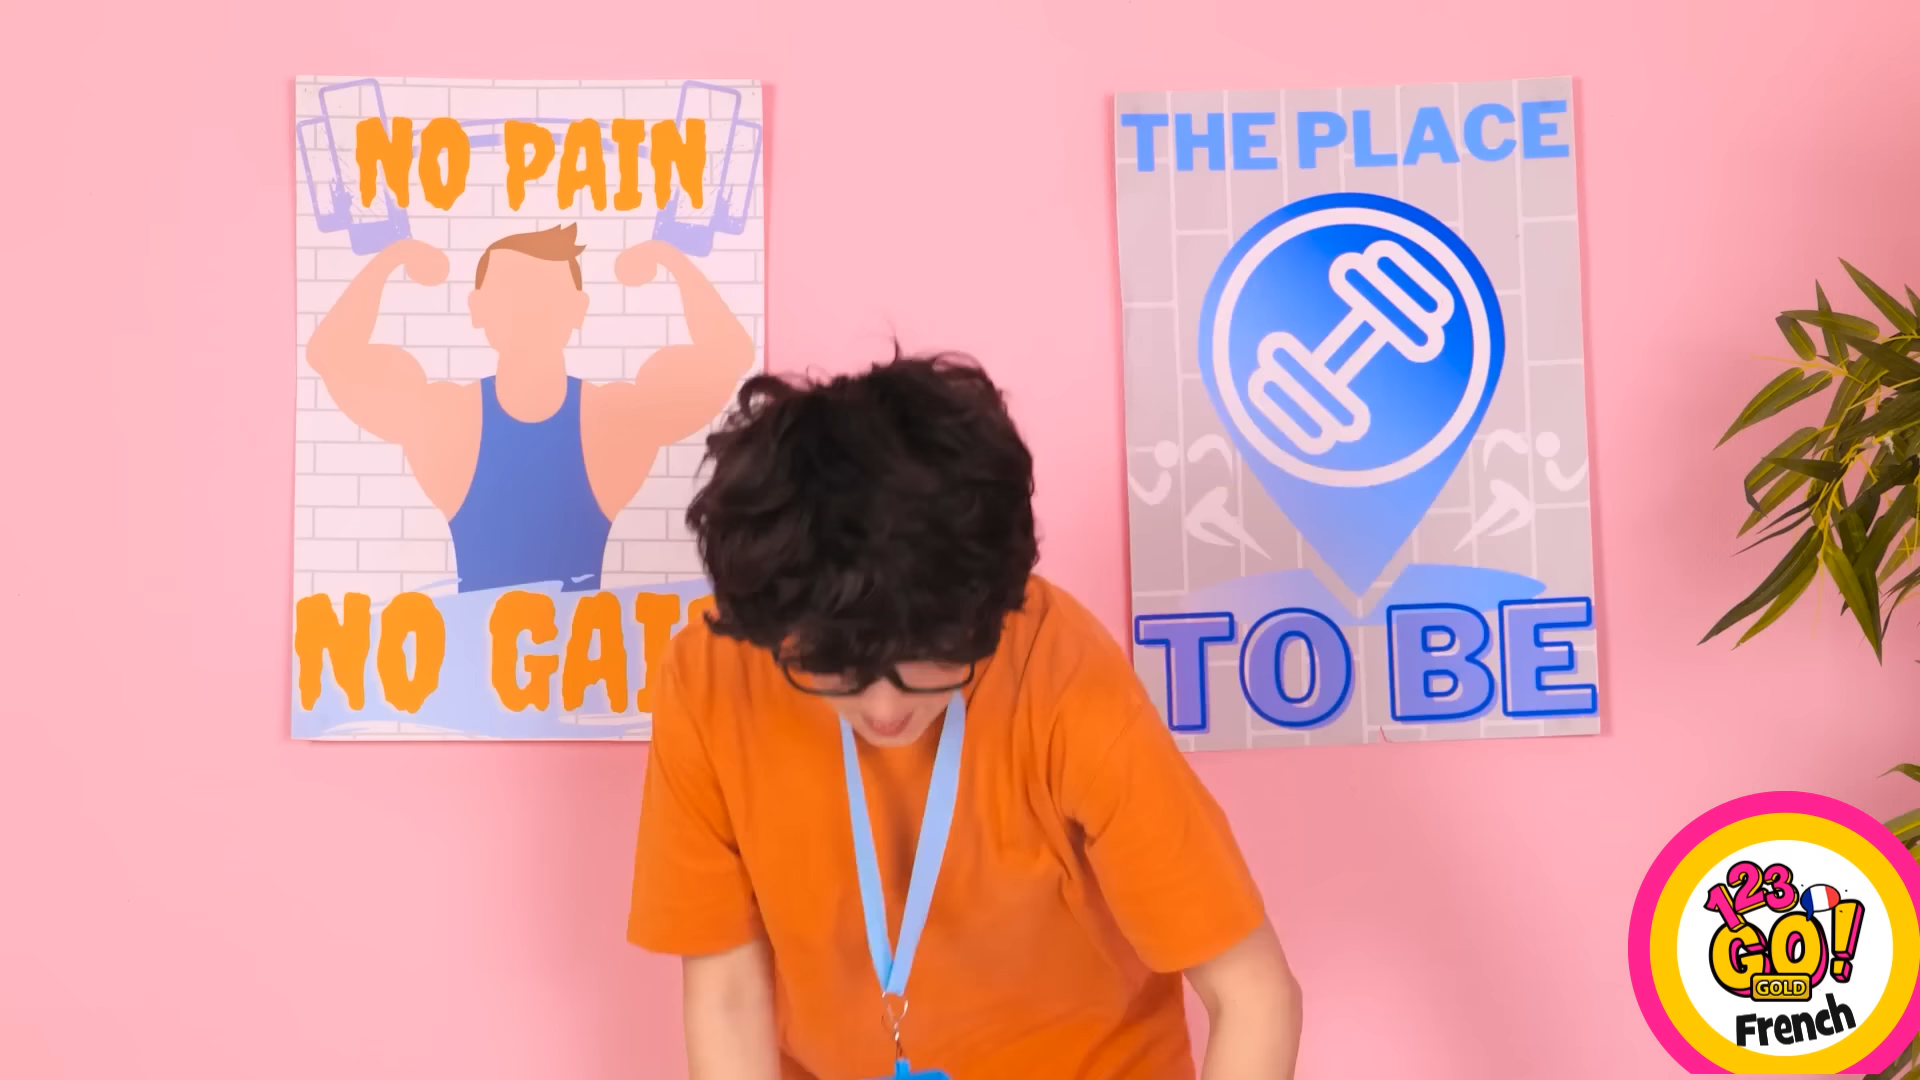 NO PAIN
NO GAI
THE PLACE
TO BE
123
GO!
GOLD
French